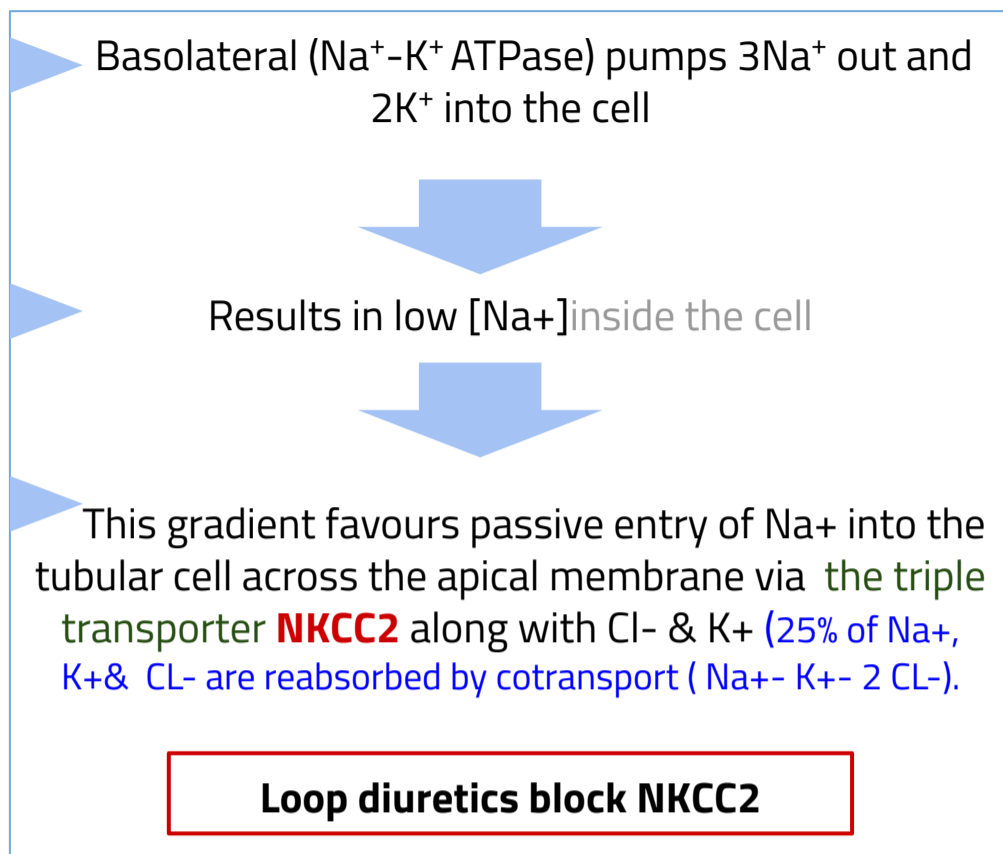 Basolateral (Na⁺-K⁺ ATPase) pumps 3Na⁺ out and
2K⁺ into the cell
Results in low [Na+]inside the cell
This gradient favours passive entry of Na+ into the
tubular cell across the apical membrane via the triple
transporter NKCC2 along with Cl- & K+ (25% of Na+,
K+& CL- are reabsorbed by cotransport ( Na+- K+- 2 CL-).
Loop diuretics block NKCC2